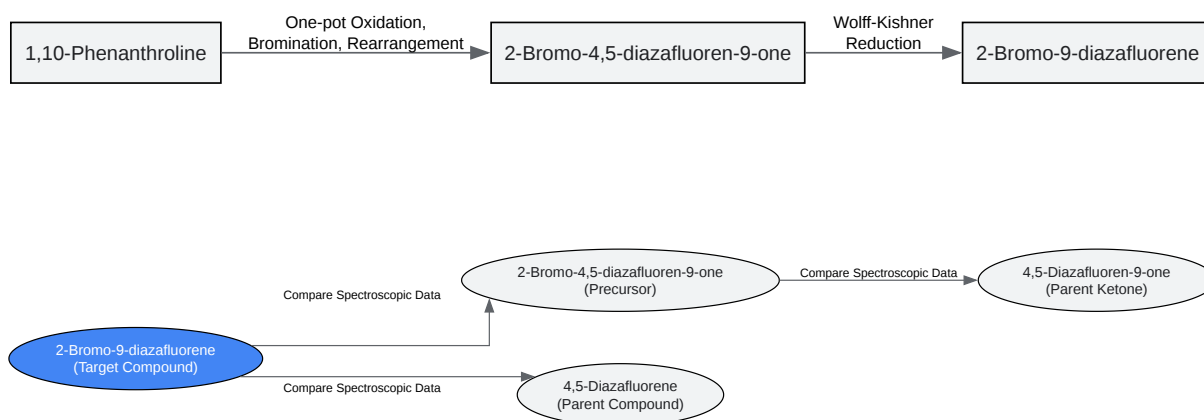 1,10-Phenanthroline
One-pot Oxidation,
Bromination, Rearrangement
2-Bromo-4,5-diazafluoren-9-one
Wolff-Kishner
Reduction
2-Bromo-9-diazafluorene
2-Bromo-9-diazafluorene
(Target Compound)
Compare Spectroscopic Data
2-Bromo-4,5-diazafluoren-9-one
(Precursor)
Compare Spectroscopic Data
4,5-Diazafluoren-9-one
(Parent Ketone)
Compare Spectroscopic Data
4,5-Diazafluorene
(Parent Compound)